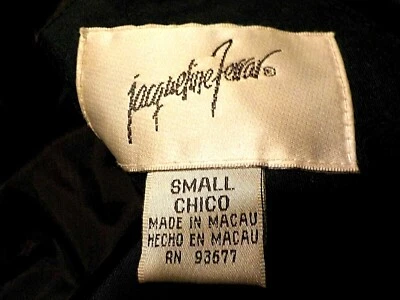 Jacqueline Ferrar®
SMALL
CHICO
MADE IN MACAU
HECHO EN MACAU
RN 93677